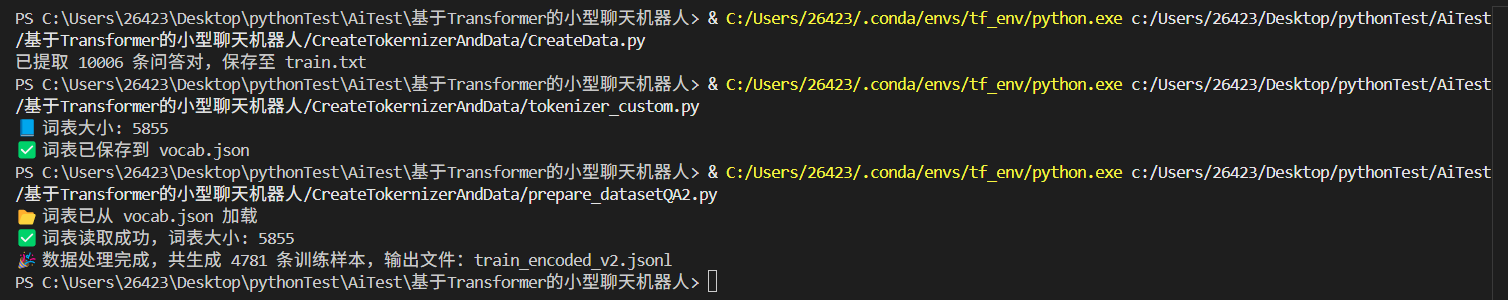 PS C:\Users\26423\Desktop\pythonTest\AiTest\基于Transformer的小型聊天机器人> & C:/Users/26423/.conda/envs/tf_env/python.exe c:/Users/26423/Desktop/pythonTest/AiTest
/基于Transformer的小型聊天机器人/CreateTokernizerAndData/CreateData.py
已提取 10006 条问答对，保存至 train.txt
PS C:\Users\26423\Desktop\pythonTest\AiTest\基于Transformer的小型聊天机器人> & C:/Users/26423/.conda/envs/tf_env/python.exe c:/Users/26423/Desktop/pythonTest/AiTest
/基于Transformer的小型聊天机器人/CreateTokernizerAndData/tokenizer_custom.py
📘 词表大小: 5855
✅ 词表已保存到 vocab.json
PS C:\Users\26423\Desktop\pythonTest\AiTest\基于Transformer的小型聊天机器人> & C:/Users/26423/.conda/envs/tf_env/python.exe c:/Users/26423/Desktop/pythonTest/AiTest
/基于Transformer的小型聊天机器人/CreateTokernizerAndData/prepare_datasetQA2.py
📂 词表已从 vocab.json 加载
✅ 词表读取成功，词表大小: 5855
🎉 数据处理完成，共生成 4781 条训练样本，输出文件: train_encoded_v2.jsonl
PS C:\Users\26423\Desktop\pythonTest\AiTest\基于Transformer的小型聊天机器人>